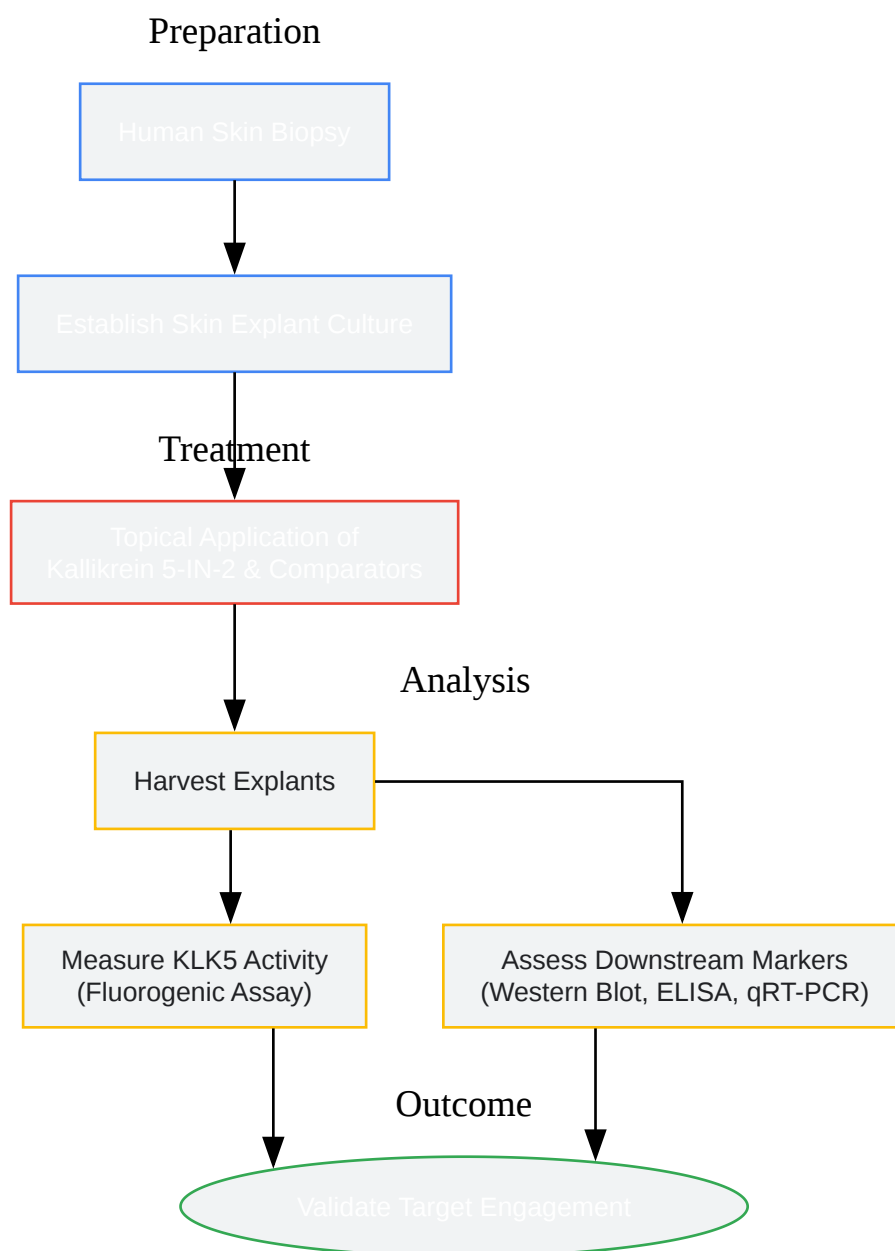 Preparation
Human Skin Biopsy
Establish Skin Explant Culture
Treatment
Topical Application of
Kallikrein 5-IN-2 & Comparators
Analysis
Harvest Explants
Measure KLK5 Activity
(Fluorogenic Assay)
Assess Downstream Markers
(Western Blot, ELISA, qRT-PCR)
Outcome
Validate Target Engagement